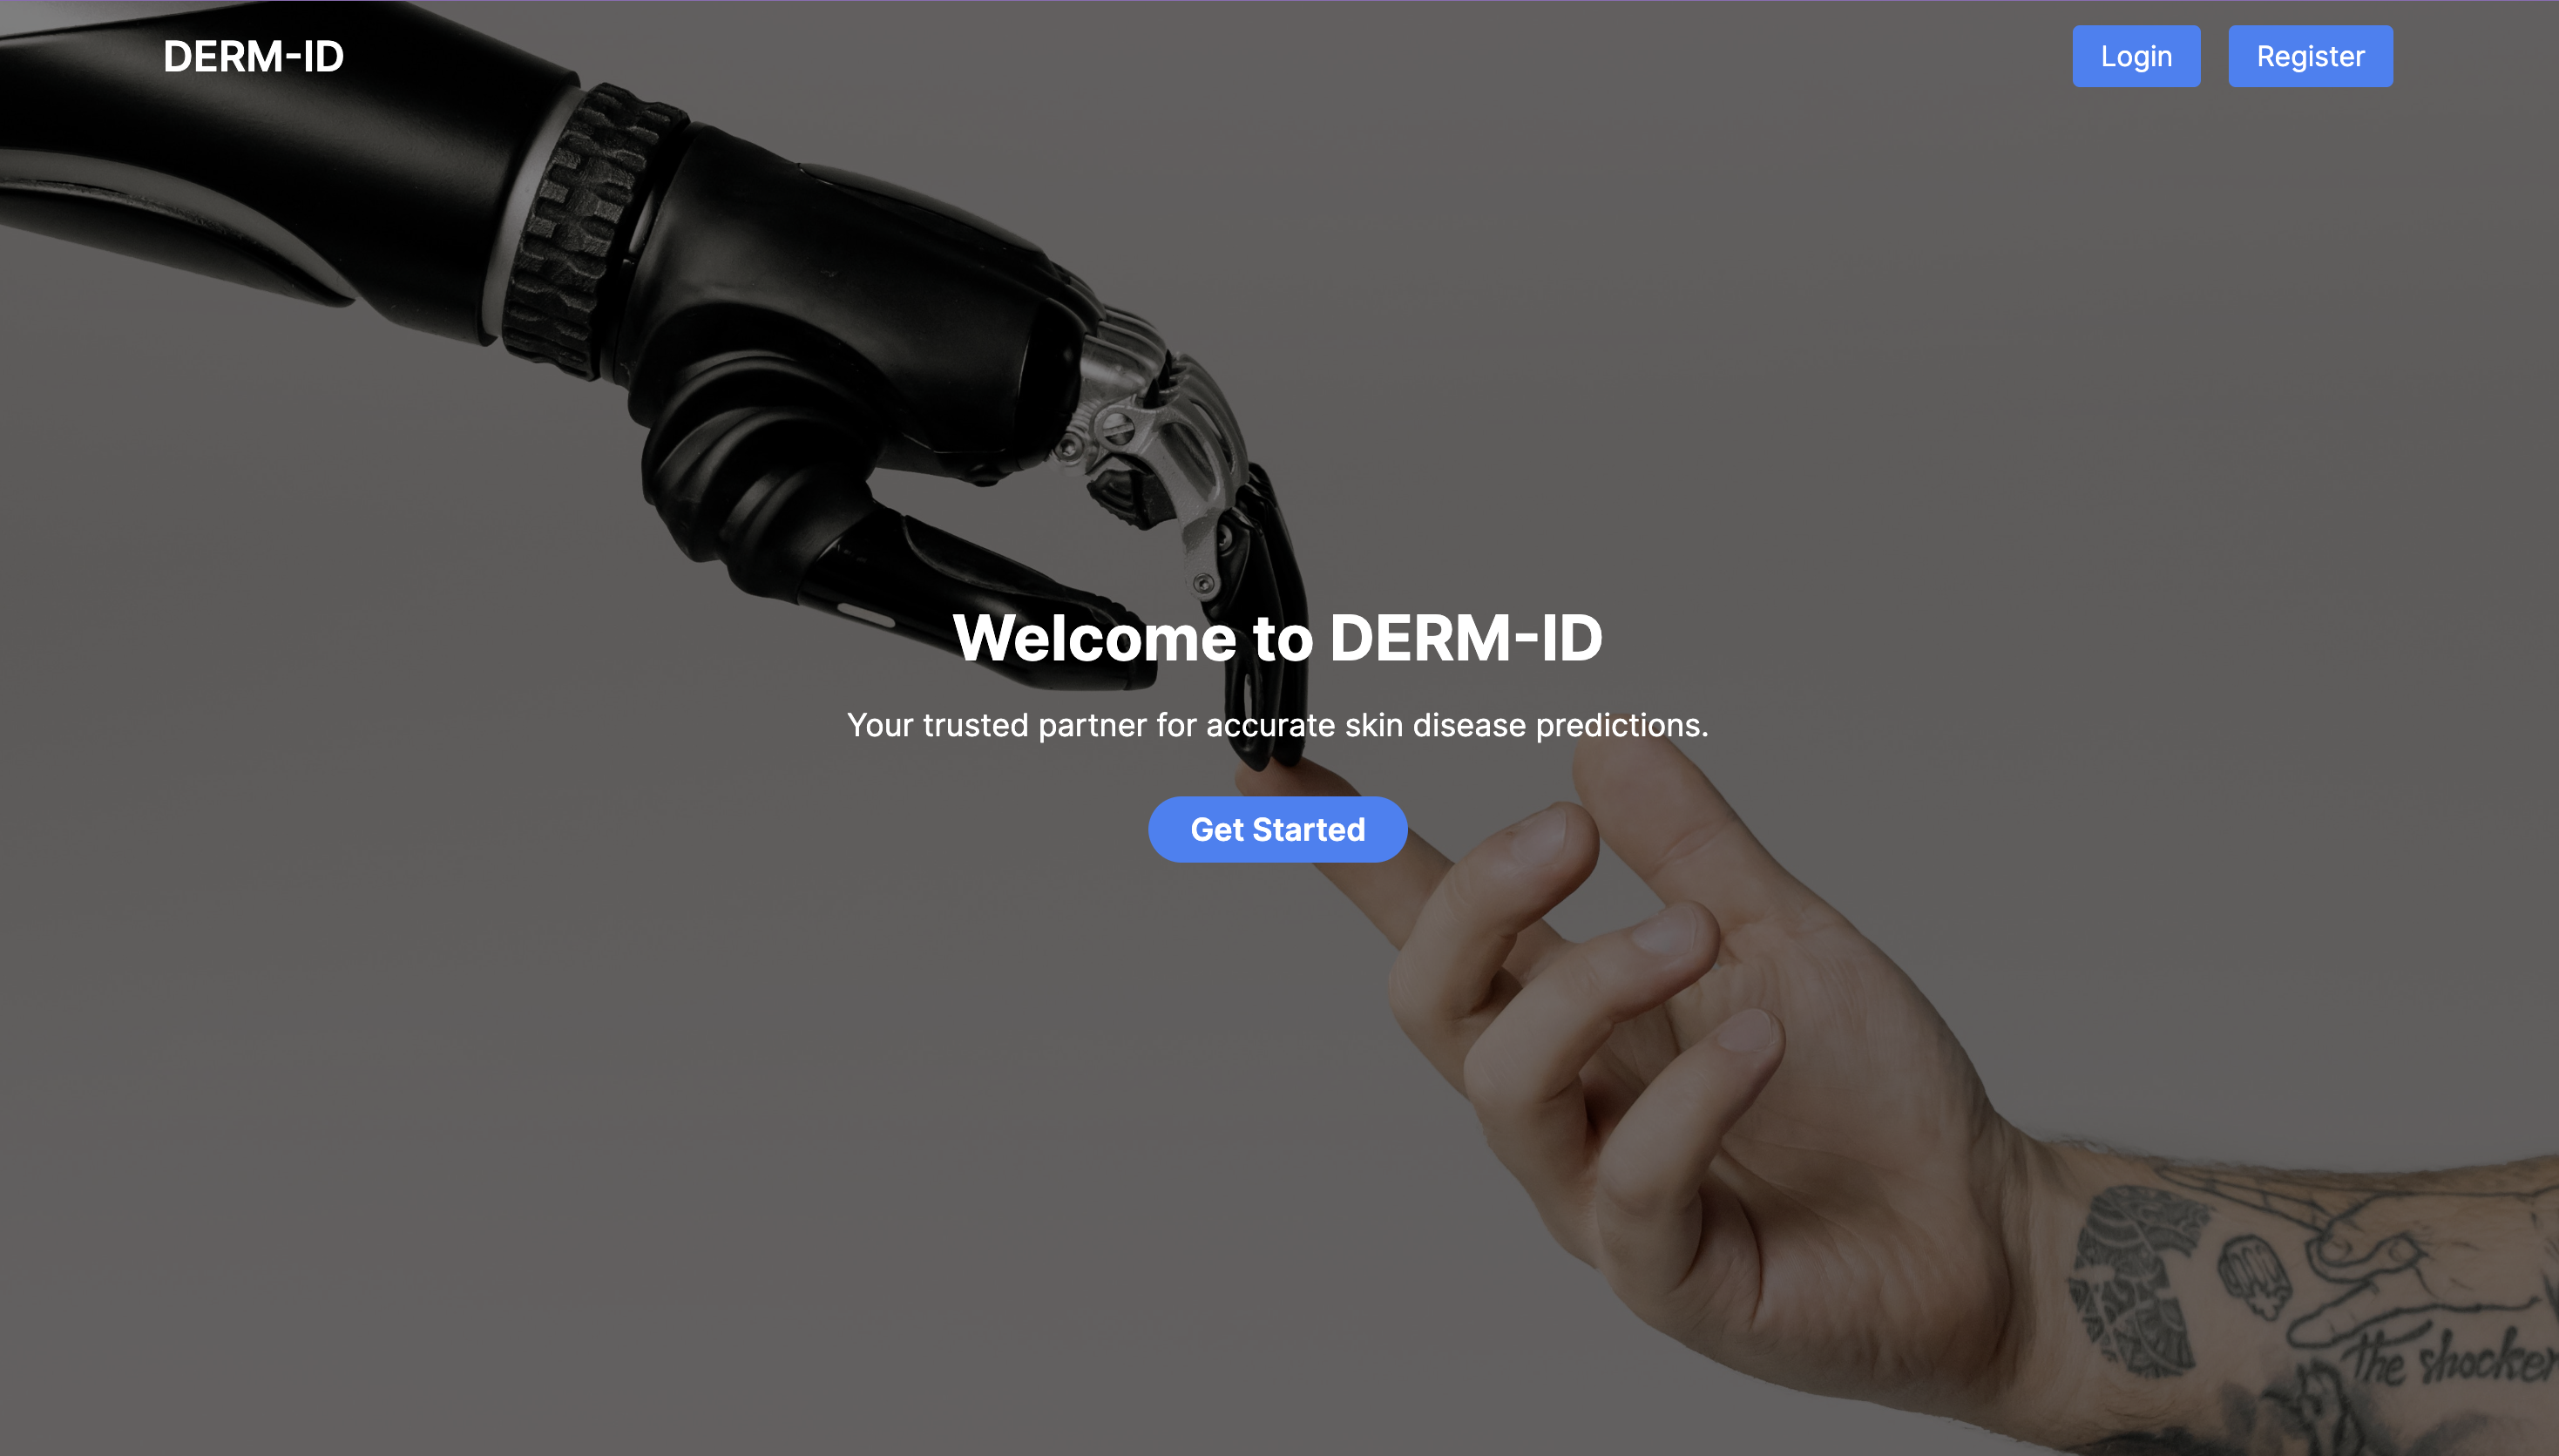 DERM-ID
Login
Register
Welcome to DERM-ID
Your trusted partner for accurate skin disease predictions.
Get Started
the shocker